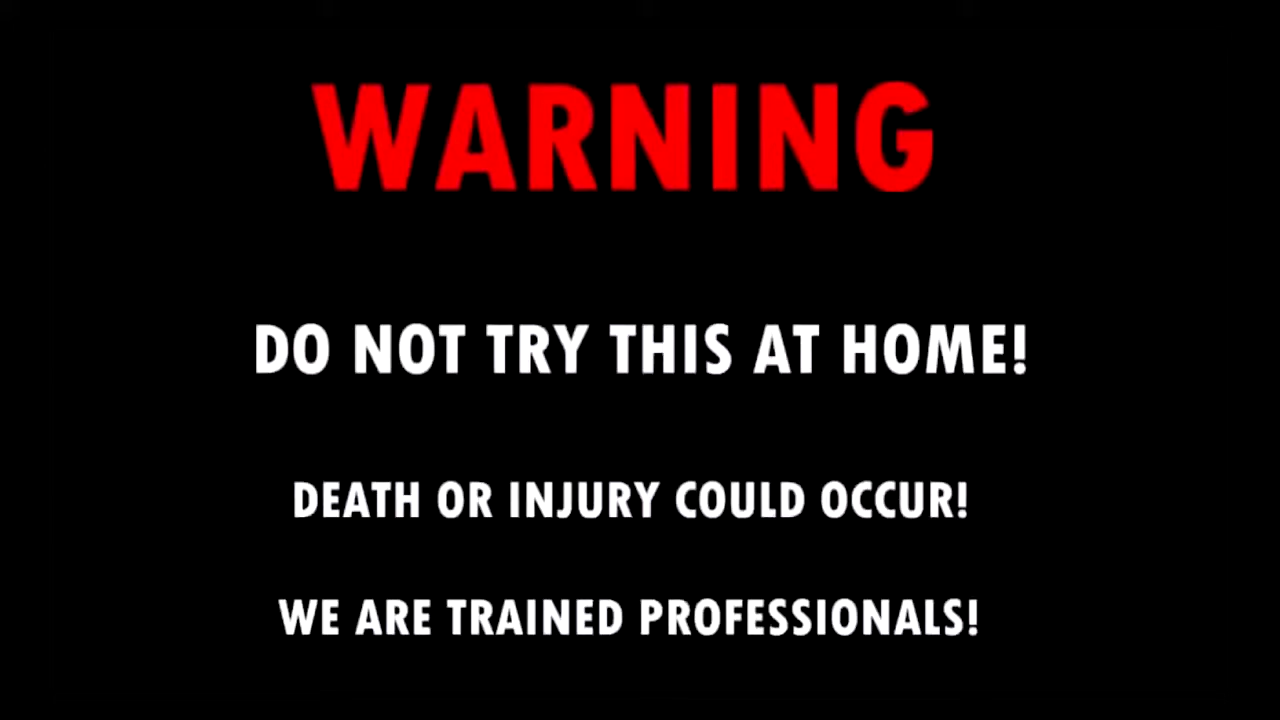 WARNING
DO NOT TRY THIS AT HOME!
DEATH OR INJURY COULD OCCUR!
WE ARE TRAINED PROFESSIONALS!